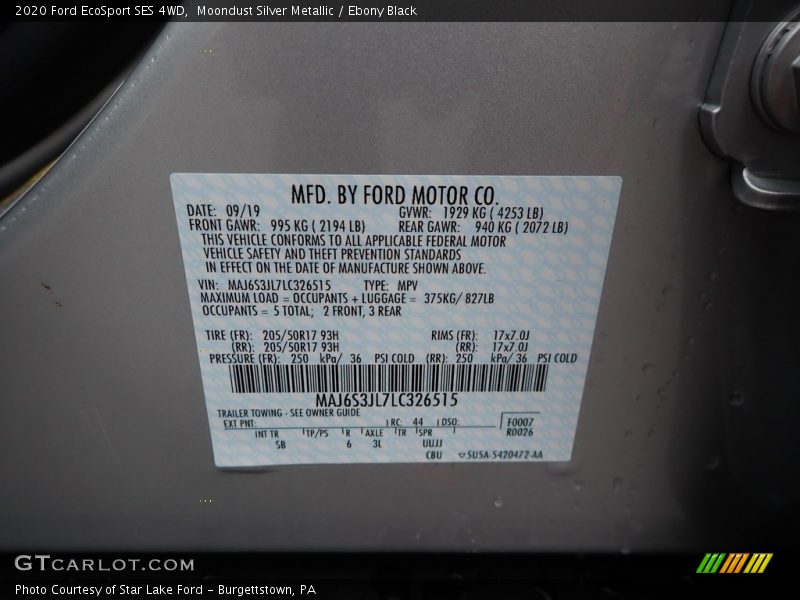 2020 Ford EcoSport SES 4WD,  Moondust Silver Metallic / Ebony Black
MFD. BY FORD MOTOR CO.
DATE: 09/19 GVWR: 1929 KG ( 4253 LB)
FRONT GAWR: 995 KG ( 2194 LB) REAR GAWR: 940 KG ( 2072 LB)
THIS VEHICLE CONFORMS TO ALL APPLICABLE FEDERAL MOTOR
VEHICLE SAFETY AND THEFT PREVENTION STANDARDS
IN EFFECT ON THE DATE OF MANUFACTURE SHOWN ABOVE.
VIN: MAJ6S3JL7LC326515 TYPE: MPV
MAXIMUM LOAD = OCCUPANTS + LUGGAGE = 375KG/ 827LB
OCCUPANTS = 5 TOTAL; 2 FRONT, 3 REAR
TIRE (FR): 205/50R17 93H RIMS (FR): 17x7.0J
(RR): 205/50R17 93H (RR): 17x7.0J
PRESSURE (FR): 250 kPa/ 36 PSI COLD (RR): 250 kPa/ 36 PSI COLD
MAJ6S3JL7LC326515
TRAILER TOWING - SEE OWNER GUIDE
EXT PNT: RC: 44 DSO: F0007
INT TR TP/PS R AXLE TR SPR R0026
SB 6 3L UUJJ
CBU 5U5A-5420472-AA
GTCARLOT.COM
Photo Courtesy of Star Lake Ford - Burgettstown, PA